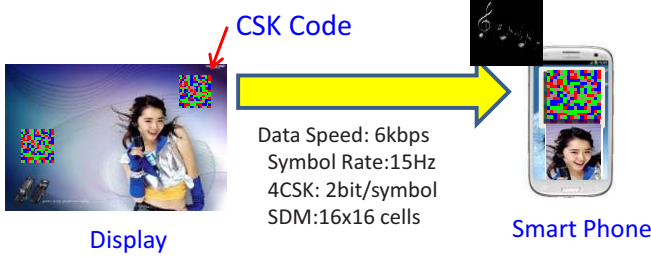 CSK Code
Data Speed: 6kbps
Symbol Rate:15Hz
4CSK: 2bit/symbol
SDM:16x16 cells
Display
Smart Phone